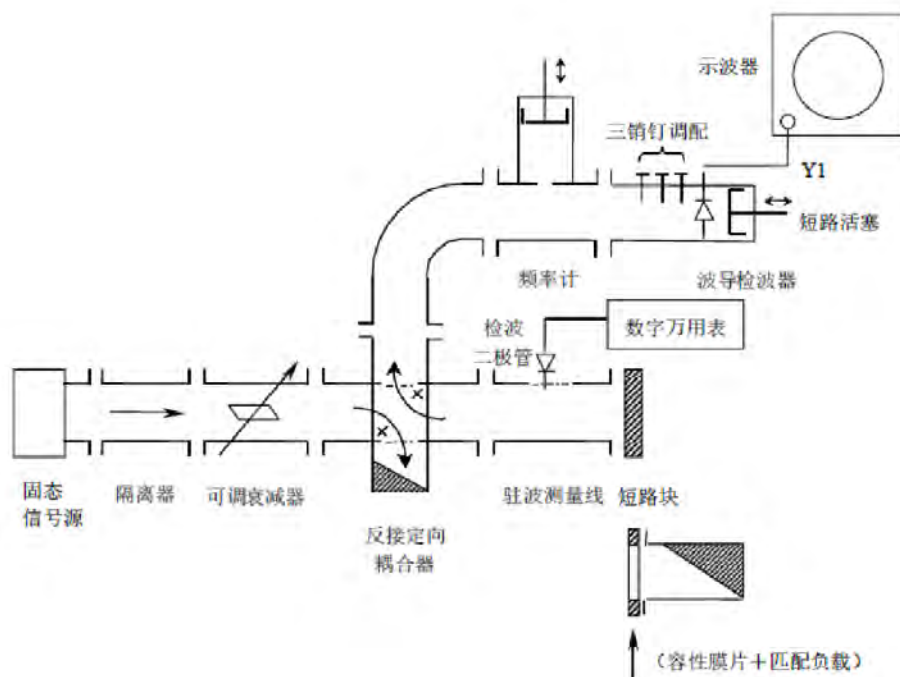 示波器
三销钉调配
Y1
短路活塞
频率计
波导检波器
检波
二极管
数字万用表
固态
信号源
隔离器
可调衰减器
反接定向
耦合器
驻波测量线
短路块
(容性膜片+匹配负载)